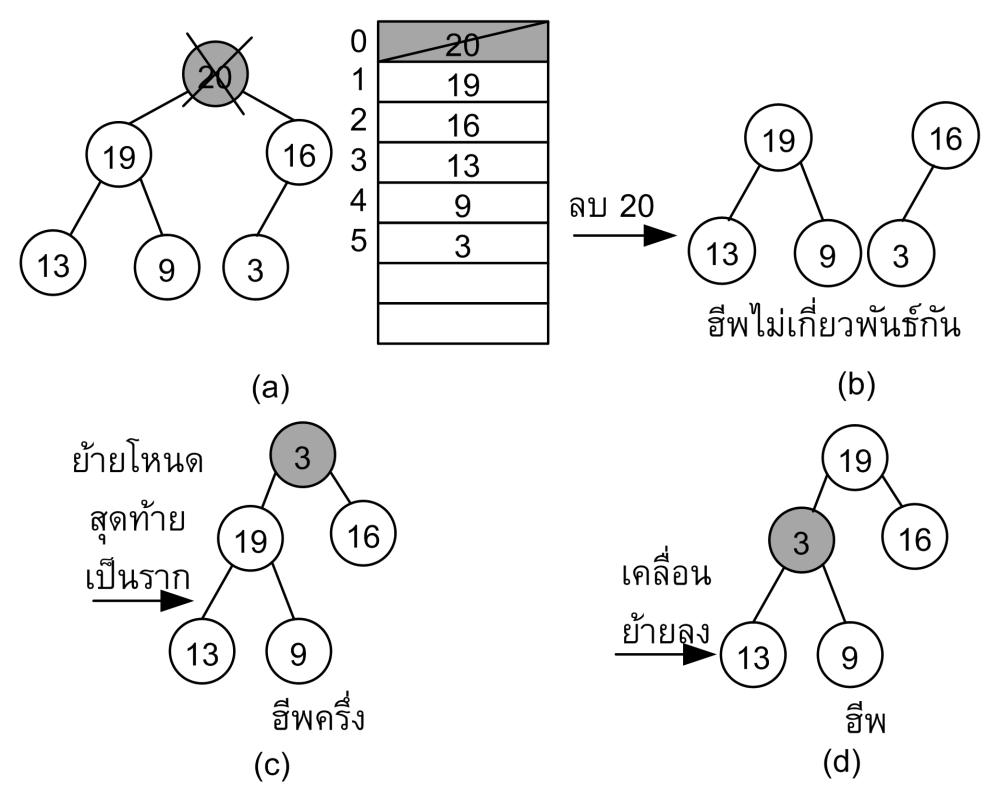 20
19
16
13
9
3
0
20
1
19
2
16
3
13
4
9
5
3
ลบ 20
19
16
13
9
3
ฮีพไม่เกี่ยวพันธ์กัน
(a)
(b)
ย้ายโหนด
สุดท้าย
เป็นราก
3
19
16
13
9
ฮีพครึ่ง
(c)
เคลื่อน
ย้ายลง
19
3
16
13
9
ฮีพ
(d)